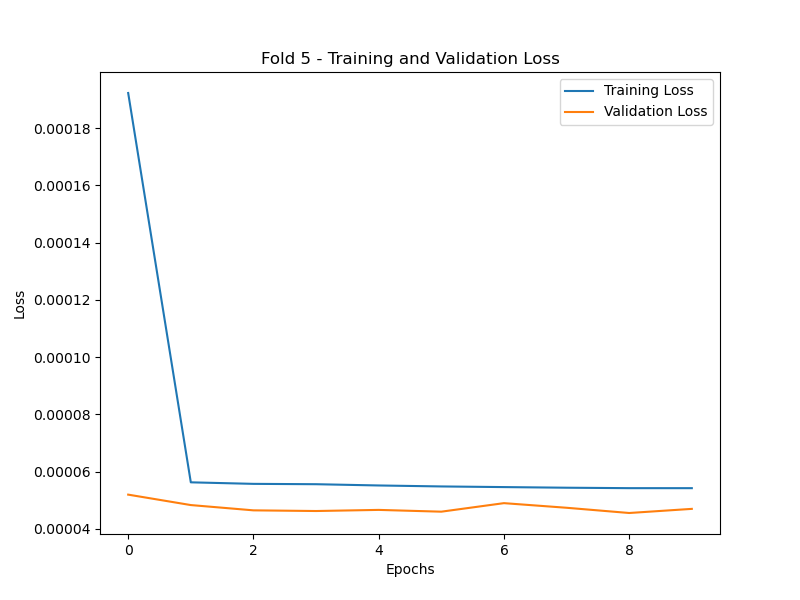 Fold 5 - Training and Validation Loss
Training Loss
Validation Loss
0.00018
0.00016
0.00014
0.00012
0.00010
0.00008
0.00006
0.00004
Loss
0 2 4 6 8
Epochs